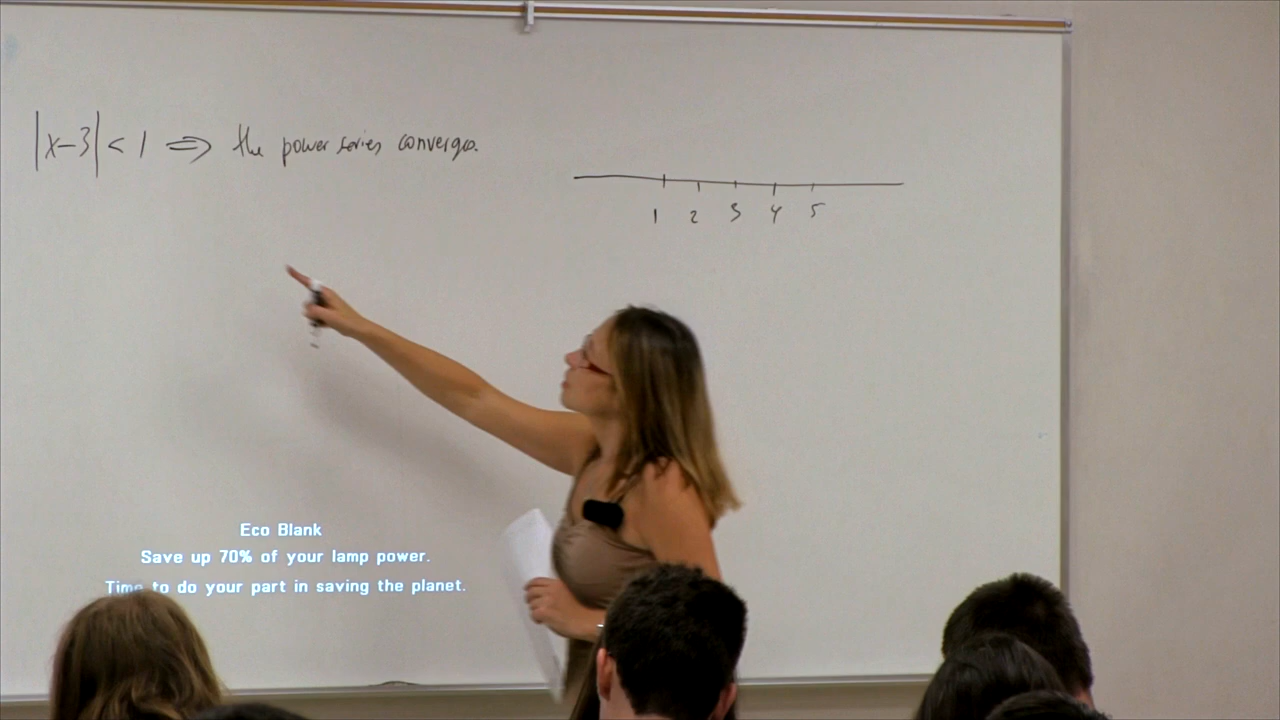 |x-3| < 1 ⇒ the power series converges.
1 2 3 4 5
Eco Blank
Save up 70% of your lamp power.
Time to do your part in saving the planet.